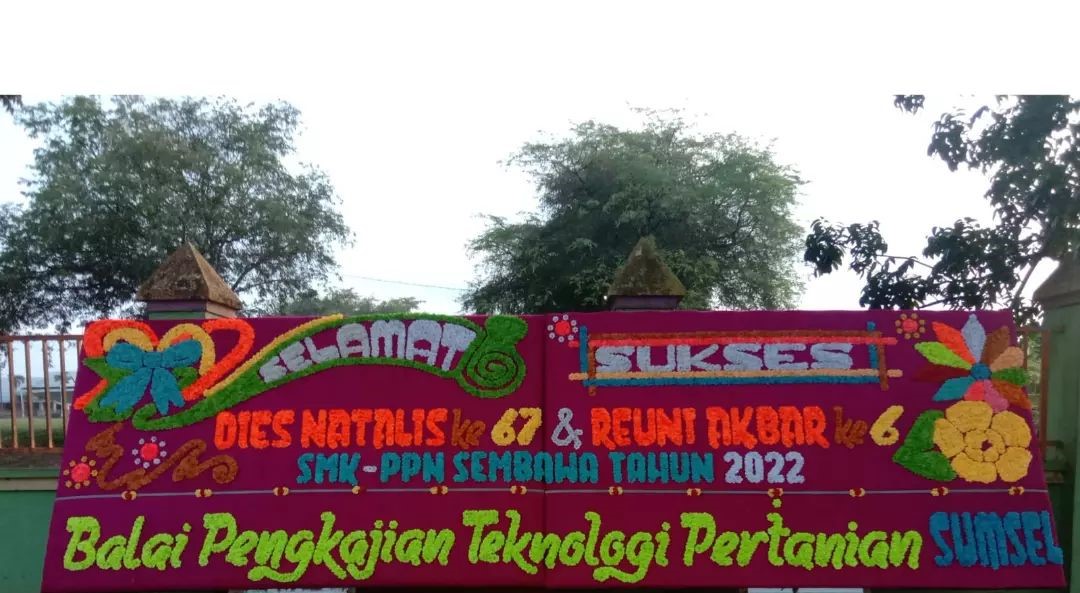 SELAMAT SUKSES
DIES NATALIS ke 67 & REUNI AKBAR ke 6
SMK-PPN SEMBAWA TAHUN 2022
Balai Pengkajian Teknologi Pertanian SUMSEL